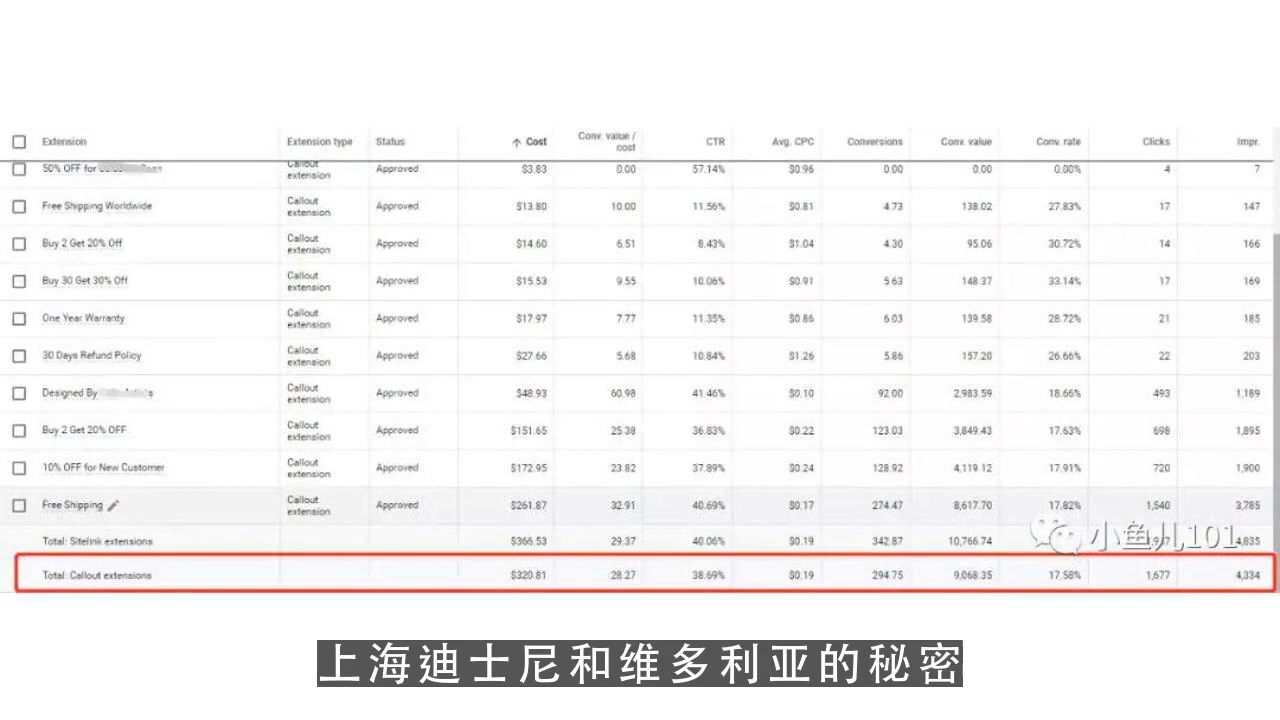 Extension Extension type Status ↑ Cost Conv. value / cost CTR Avg. CPC Conversions Conv. value Conv. rate Clicks Impr.
50% OFF for Callout extension Approved $3.83 0.00 57.14% $0.96 0.00 0.00 0.00% 4 7
Free Shipping Worldwide Callout extension Approved $13.80 10.00 11.56% $0.81 4.73 138.02 27.83% 17 147
Buy 2 Get 20% Off Callout extension Approved $14.60 6.51 8.43% $1.04 4.30 95.06 30.72% 14 166
Buy 30 Get 30% Off Callout extension Approved $15.53 9.55 10.06% $0.91 5.63 148.37 33.14% 17 169
One Year Warranty Callout extension Approved $17.97 7.77 11.35% $0.86 6.03 139.58 28.72% 21 185
30 Days Refund Policy Callout extension Approved $27.66 5.68 10.84% $1.26 5.86 157.20 26.66% 22 203
Designed By Callout extension Approved $48.93 60.98 41.46% $0.10 92.00 2,983.59 18.66% 493 1,189
Buy 2 Get 20% OFF Callout extension Approved $151.65 25.38 36.83% $0.22 123.03 3,849.43 17.63% 698 1,895
10% OFF for New Customer Callout extension Approved $172.95 23.82 37.89% $0.24 128.92 4,119.12 17.91% 720 1,900
Free Shipping Callout extension Approved $261.87 32.91 40.69% $0.17 274.47 8,617.70 17.82% 1,540 3,785
Total: Sitelink extensions $366.53 29.37 40.06% $0.19 342.87 10,766.74 4,835
小鱼儿101
Total: Callout extensions $320.81 28.27 38.69% $0.19 294.75 9,068.35 17.58% 1,677 4,334
上海迪士尼和维多利亚的秘密